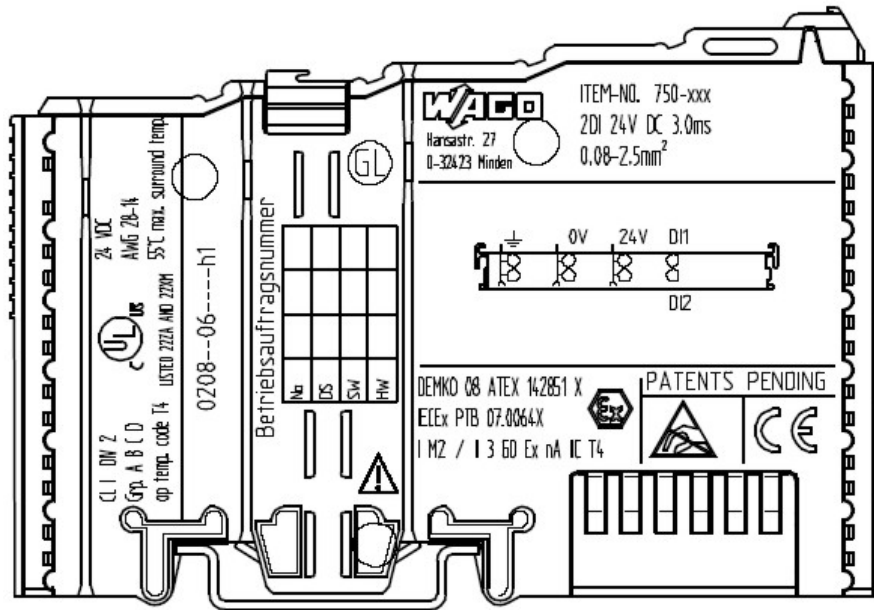 24 VDC
AWG 28-14
55°C max. surround temp.
UL
C US
LISTED 22ZA AND 22XM
CL I DIV 2
Grp. A B C D
op temp. code T4
0208--06----h1
Betriebsauftragsnummer
GL
No
DS
SW
HW
WAGO
Hansastr. 27
D-32423 Minden
ITEM-NO. 750-xxx
2DI 24V DC 3.0ms
0.08-2.5mm²
0V 24V DI1
DI2
DEMKO 08 ATEX 142851 X
IECEx PTB 07.0064X
I M2 / II 3 GD Ex nA IIC T4
Ex
PATENTS PENDING
CE